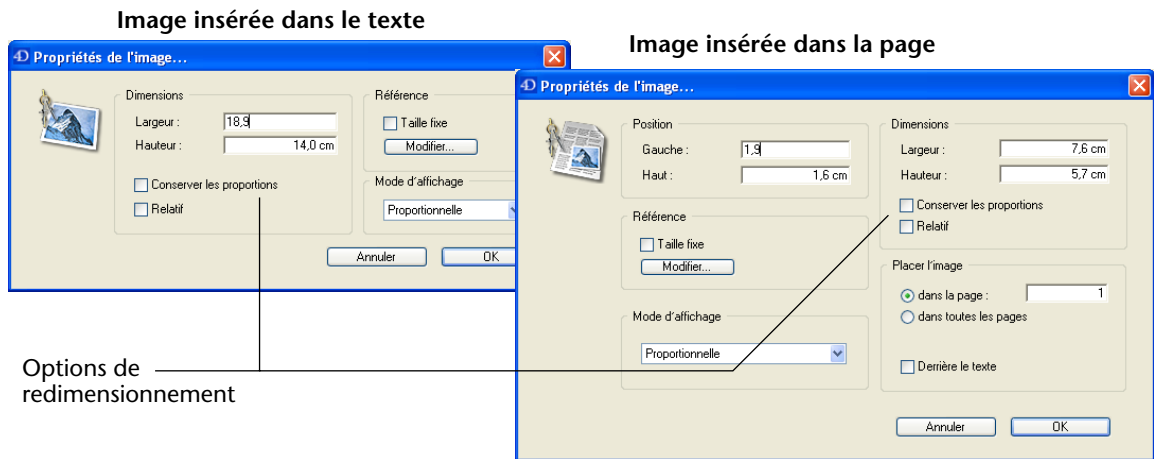 Image insérée dans le texte
Propriétés de l'image...
Dimensions
Largeur :
18,9
Hauteur :
14,0 cm
Conserver les proportions
Relatif
Référence
Taille fixe
Modifier...
Mode d'affichage
Proportionnelle
Annuler
OK
Image insérée dans la page
4D Propriétés de l'image...
Position
Gauche :
1,9
Haut :
1,6 cm
Référence
Taille fixe
Modifier...
Mode d'affichage
Proportionnelle
Dimensions
Largeur :
7,6 cm
Hauteur :
5,7 cm
Conserver les proportions
Relatif
Placer l'image
dans la page :
1
dans toutes les pages
Derrière le texte
Annuler
OK
Options de
redimensionnement